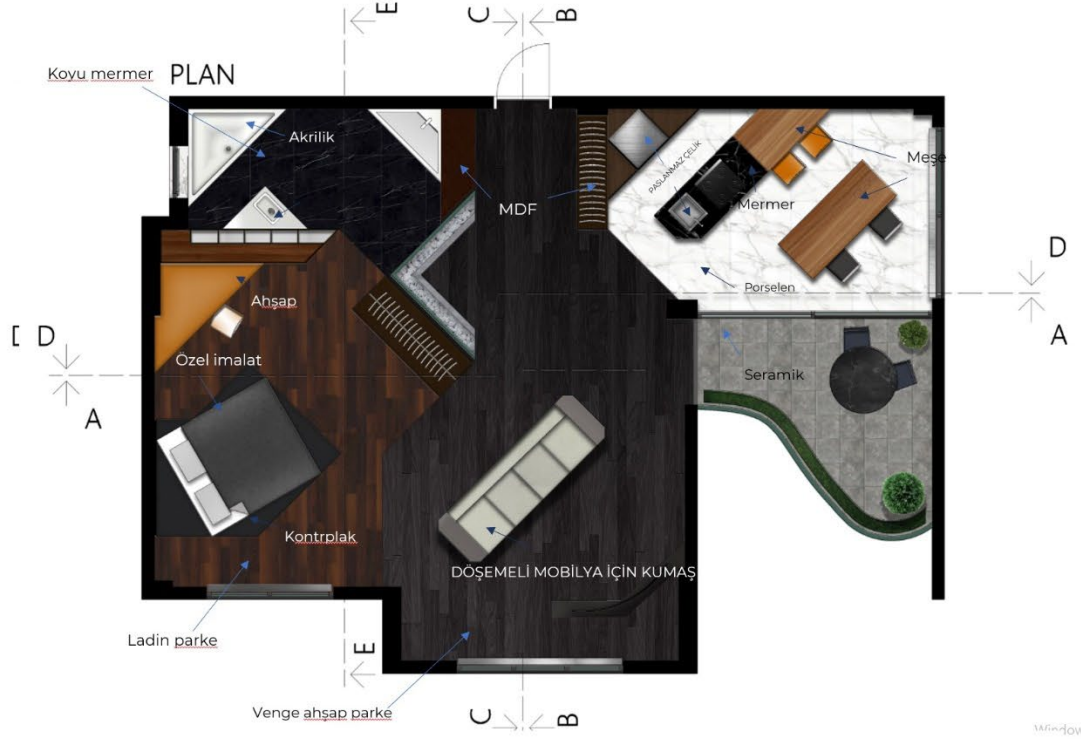 E
C
B
Koyu mermer
PLAN
Akrilik
PASLANMAZ ÇELİK
Meşe
MDF
Mermer
D
Porselen
Ahşap
[ D
A
Özel imalat
Seramik
A
Kontrplak
DÖŞEMELİ MOBİLYA İÇİN KUMAŞ
Ladin parke
E
Venge ahşap parke
C
B
Window